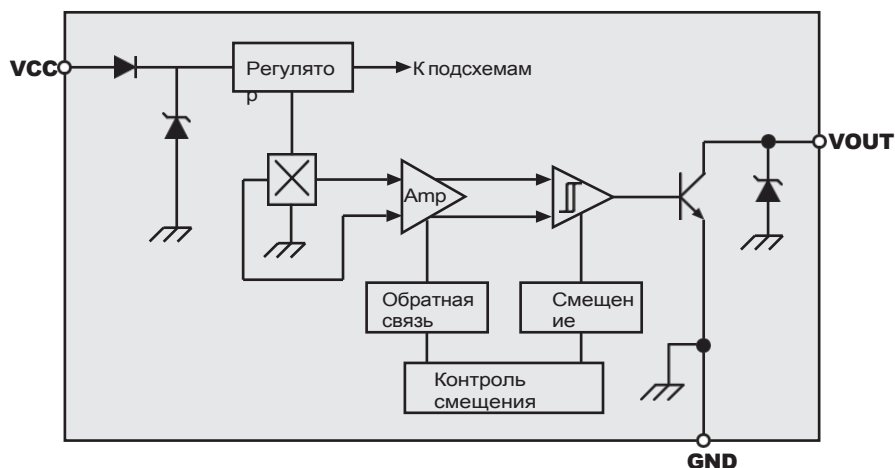 VCC
Регулято
р
К подсхемам
VOUT
Amp
Обратная
связь
Смещен
ие
Контроль
смещения
GND